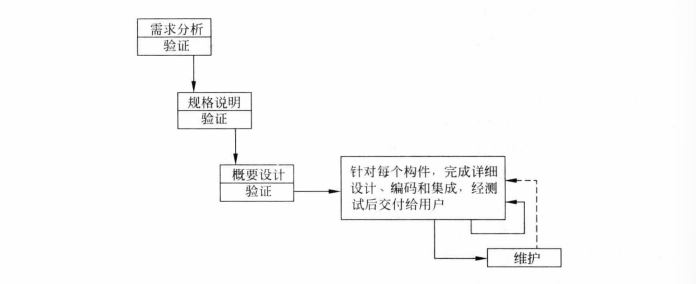 需求分析
验证
规格说明
验证
概要设计
验证
针对每个构件，完成详细
设计、编码和集成，经测
试后交付给用户
维护